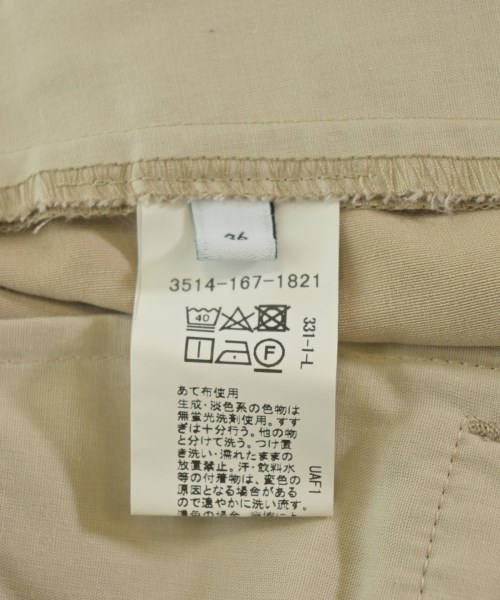 36
3514-167-1821
40
F
331-1-L
あて布使用
生成・淡色系の色物は
無蛍光洗剤使用。すす
ぎは十分行う。他の物
と分けて洗う。つけ置
き洗い・濡れたままの
放置禁止。汗・飲料水
等の付着物は、変色の
原因となる場合がある
ので速やかに洗い流す。
UAF1